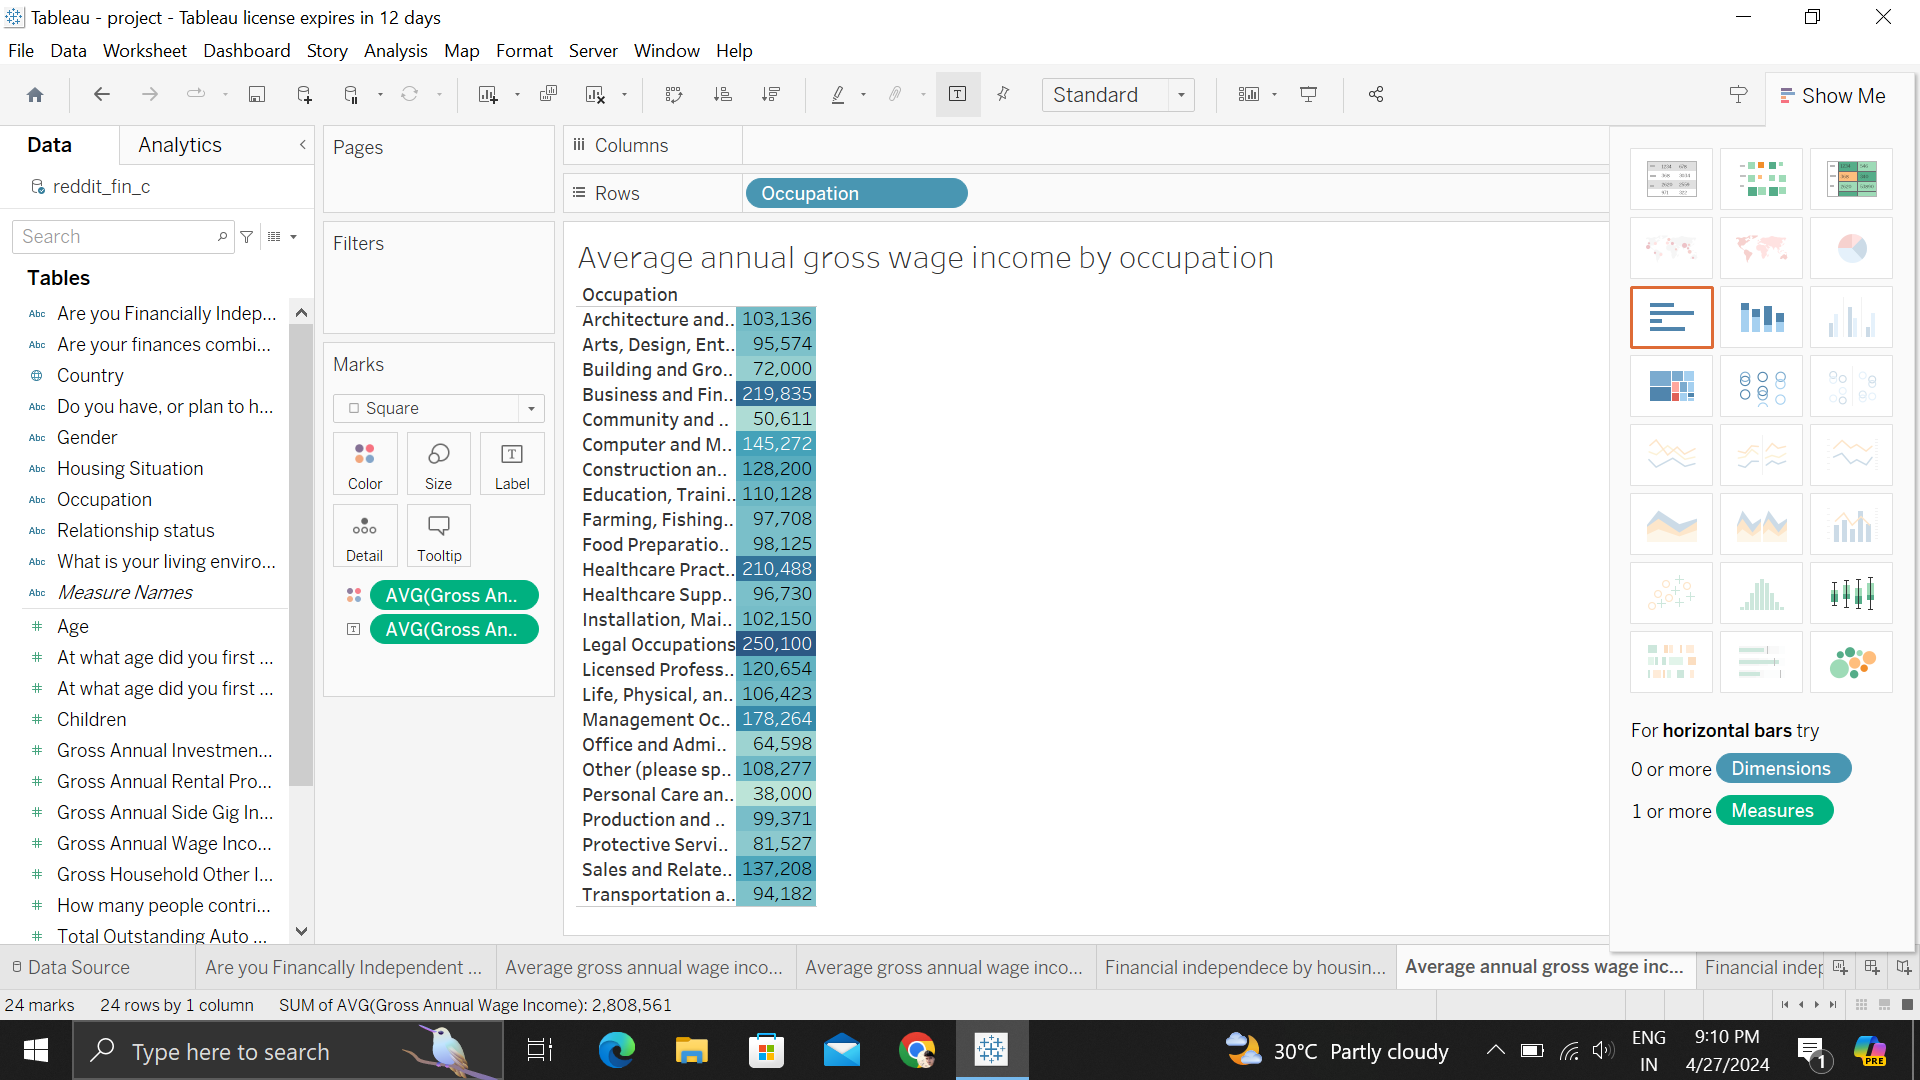 Tableau - project - Tableau license expires in 12 days
File Data Worksheet Dashboard Story Analysis Map Format Server Window Help
Standard
Show Me
Data Analytics
reddit_fin_c
Search
Tables
Abc Are you Financially Indep...
Abc Are your finances combi...
Country
Abc Do you have, or plan to h...
Abc Gender
Abc Housing Situation
Abc Occupation
Abc Relationship status
Abc What is your living enviro...
Abc Measure Names
# Age
# At what age did you first ...
# At what age did you first ...
# Children
# Gross Annual Investmen...
# Gross Annual Rental Pro...
# Gross Annual Side Gig In...
# Gross Annual Wage Inco...
# Gross Household Other I...
# How many people contri...
# Total Outstanding Auto ...
Pages
Filters
Marks
Square
Color Size Label
Detail Tooltip
AVG(Gross An..
AVG(Gross An..
Columns
Rows Occupation
Average annual gross wage income by occupation
Occupation
Architecture and.. 103,136
Arts, Design, Ent.. 95,574
Building and Gro.. 72,000
Business and Fin.. 219,835
Community and .. 50,611
Computer and M.. 145,272
Construction an.. 128,200
Education, Traini.. 110,128
Farming, Fishing.. 97,708
Food Preparatio.. 98,125
Healthcare Pract.. 210,488
Healthcare Supp.. 96,730
Installation, Mai.. 102,150
Legal Occupations 250,100
Licensed Profess.. 120,654
Life, Physical, an.. 106,423
Management Oc.. 178,264
Office and Admi.. 64,598
Other (please sp.. 108,277
Personal Care an.. 38,000
Production and .. 99,371
Protective Servi.. 81,527
Sales and Relate.. 137,208
Transportation a.. 94,182
For horizontal bars try
0 or more Dimensions
1 or more Measures
Data Source
Are you Financally Independent ...
Average gross annual wage inco...
Average gross annual wage inco...
Financial independece by housin...
Average annual gross wage inc...
Financial indep
24 marks 24 rows by 1 column SUM of AVG(Gross Annual Wage Income): 2,808,561
Type here to search
30°C Partly cloudy
ENG
IN
9:10 PM
4/27/2024
1
PRE